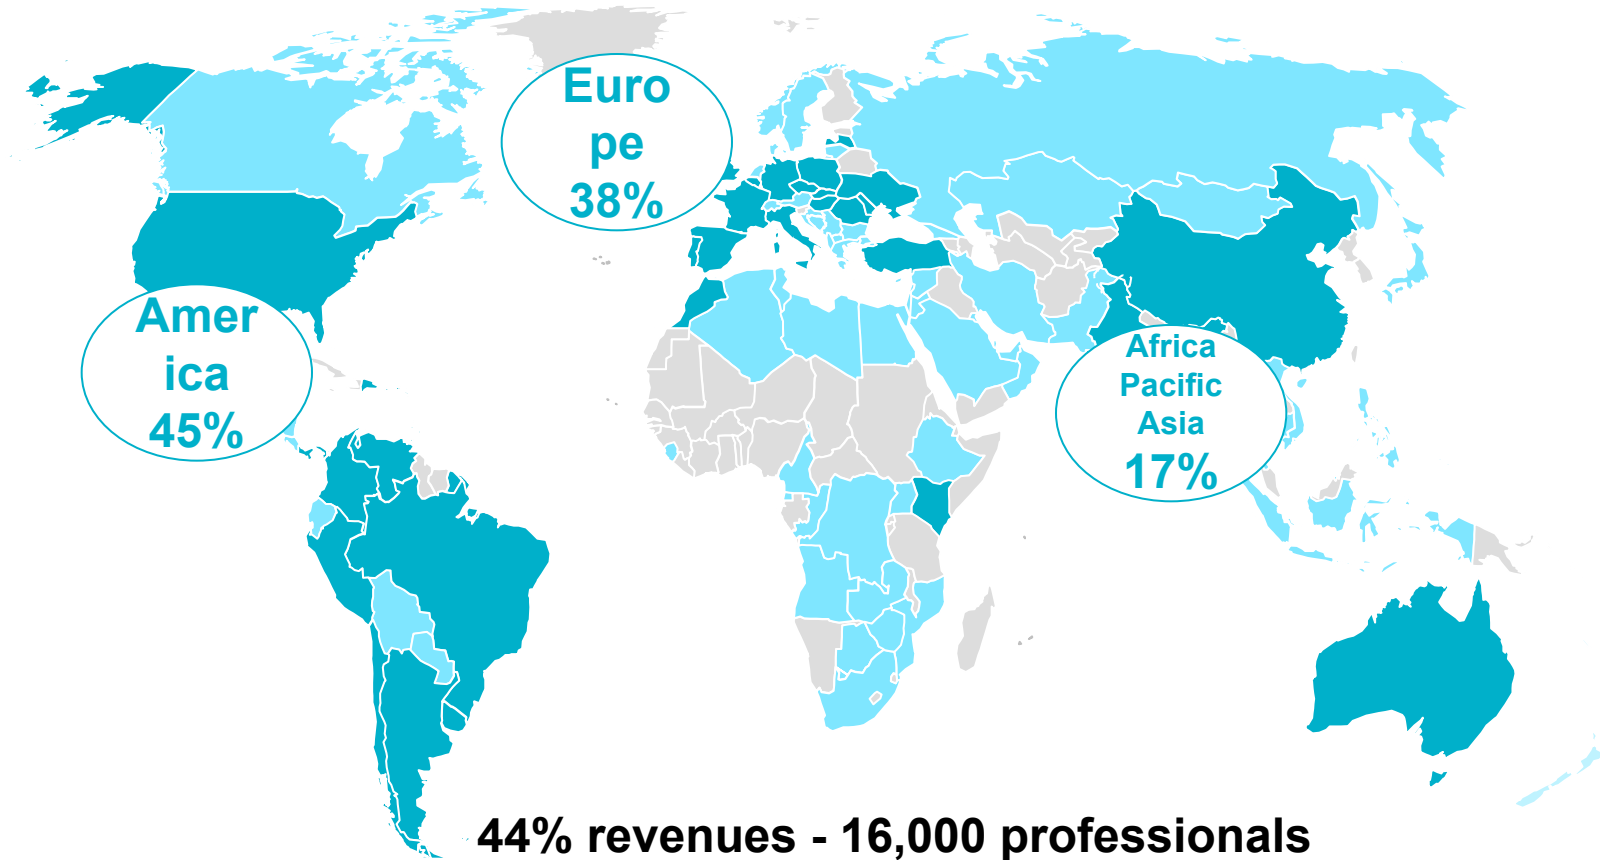 Euro
pe
38%
Amer
ica
45%
Africa
Pacific
Asia
17%
44% revenues - 16,000 professionals